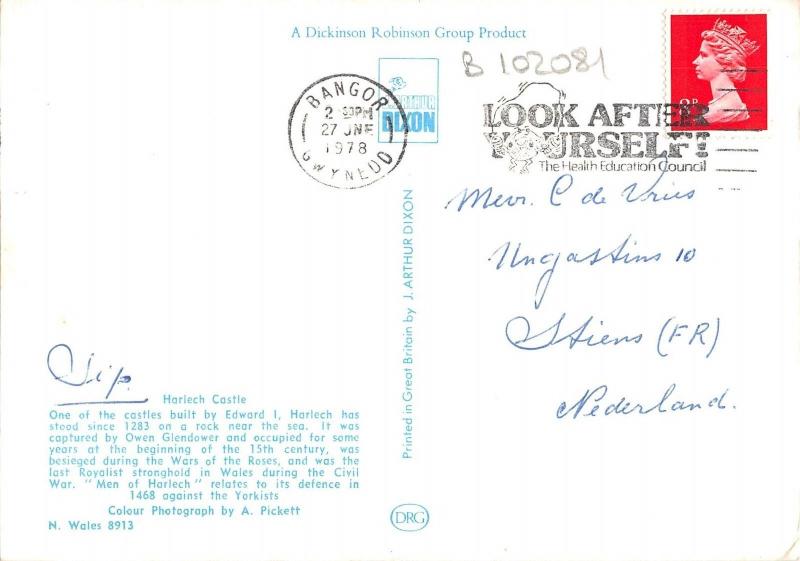 A Dickinson Robinson Group Product
B 102081
ARTHUR
DIXON
BANGOR
2 30PM
27 JNE
1978
GWYNEDD
LOOK AFTER
YOURSELF!
The Health Education Council
Mevr. C de Vries
Ungastins 10
Stiens (FR)
Nederland.
Printed in Great Britain by J. ARTHUR DIXON
Harlech Castle
One of the castles built by Edward I, Harlech has
stood since 1283 on a rock near the sea. It was
captured by Owen Glendower and occupied for some
years at the beginning of the 15th century, was
besieged during the Wars of the Roses, and was the
last Royalist stronghold in Wales during the Civil
War. "Men of Harlech" relates to its defence in
1468 against the Yorkists
Colour Photograph by A. Pickett
N. Wales 8913
DRG